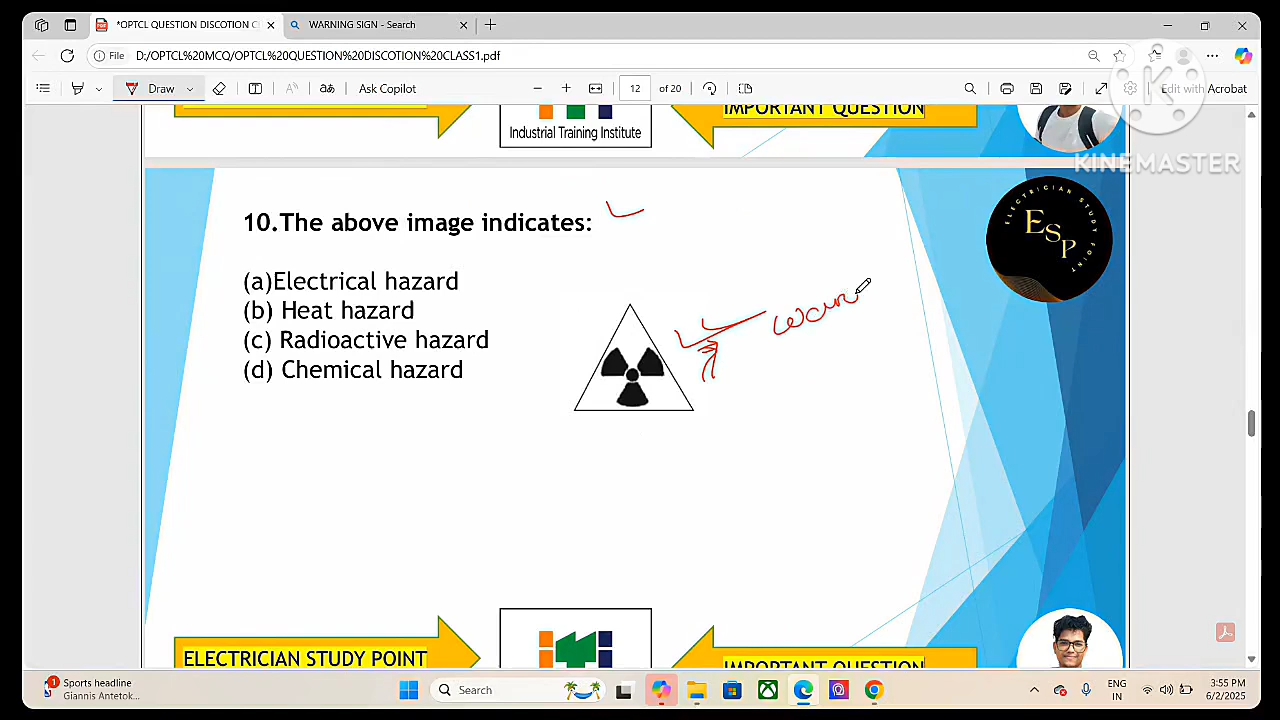 *OPTCL QUESTION DISCOTION C
WARNING SIGN - Search
File
D:/OPTCL%20MCQ/OPTCL%20QUESTION%20DISCOTION%20CLASS1.pdf
Draw
Ask Copilot
12 of 20
Edit with Acrobat
KINEMASTER
Industrial Training Institute
IMPORTANT QUESTION
10.The above image indicates:
(a)Electrical hazard
(b) Heat hazard
(c) Radioactive hazard
(d) Chemical hazard
warn
ELECTRICIAN STUDY POINT
ESP
ELECTRICIAN STUDY POINT
IMPORTANT QUESTION
Sports headline
Giannis Antetok...
Search
ENG
IN
3:55 PM
6/2/2025